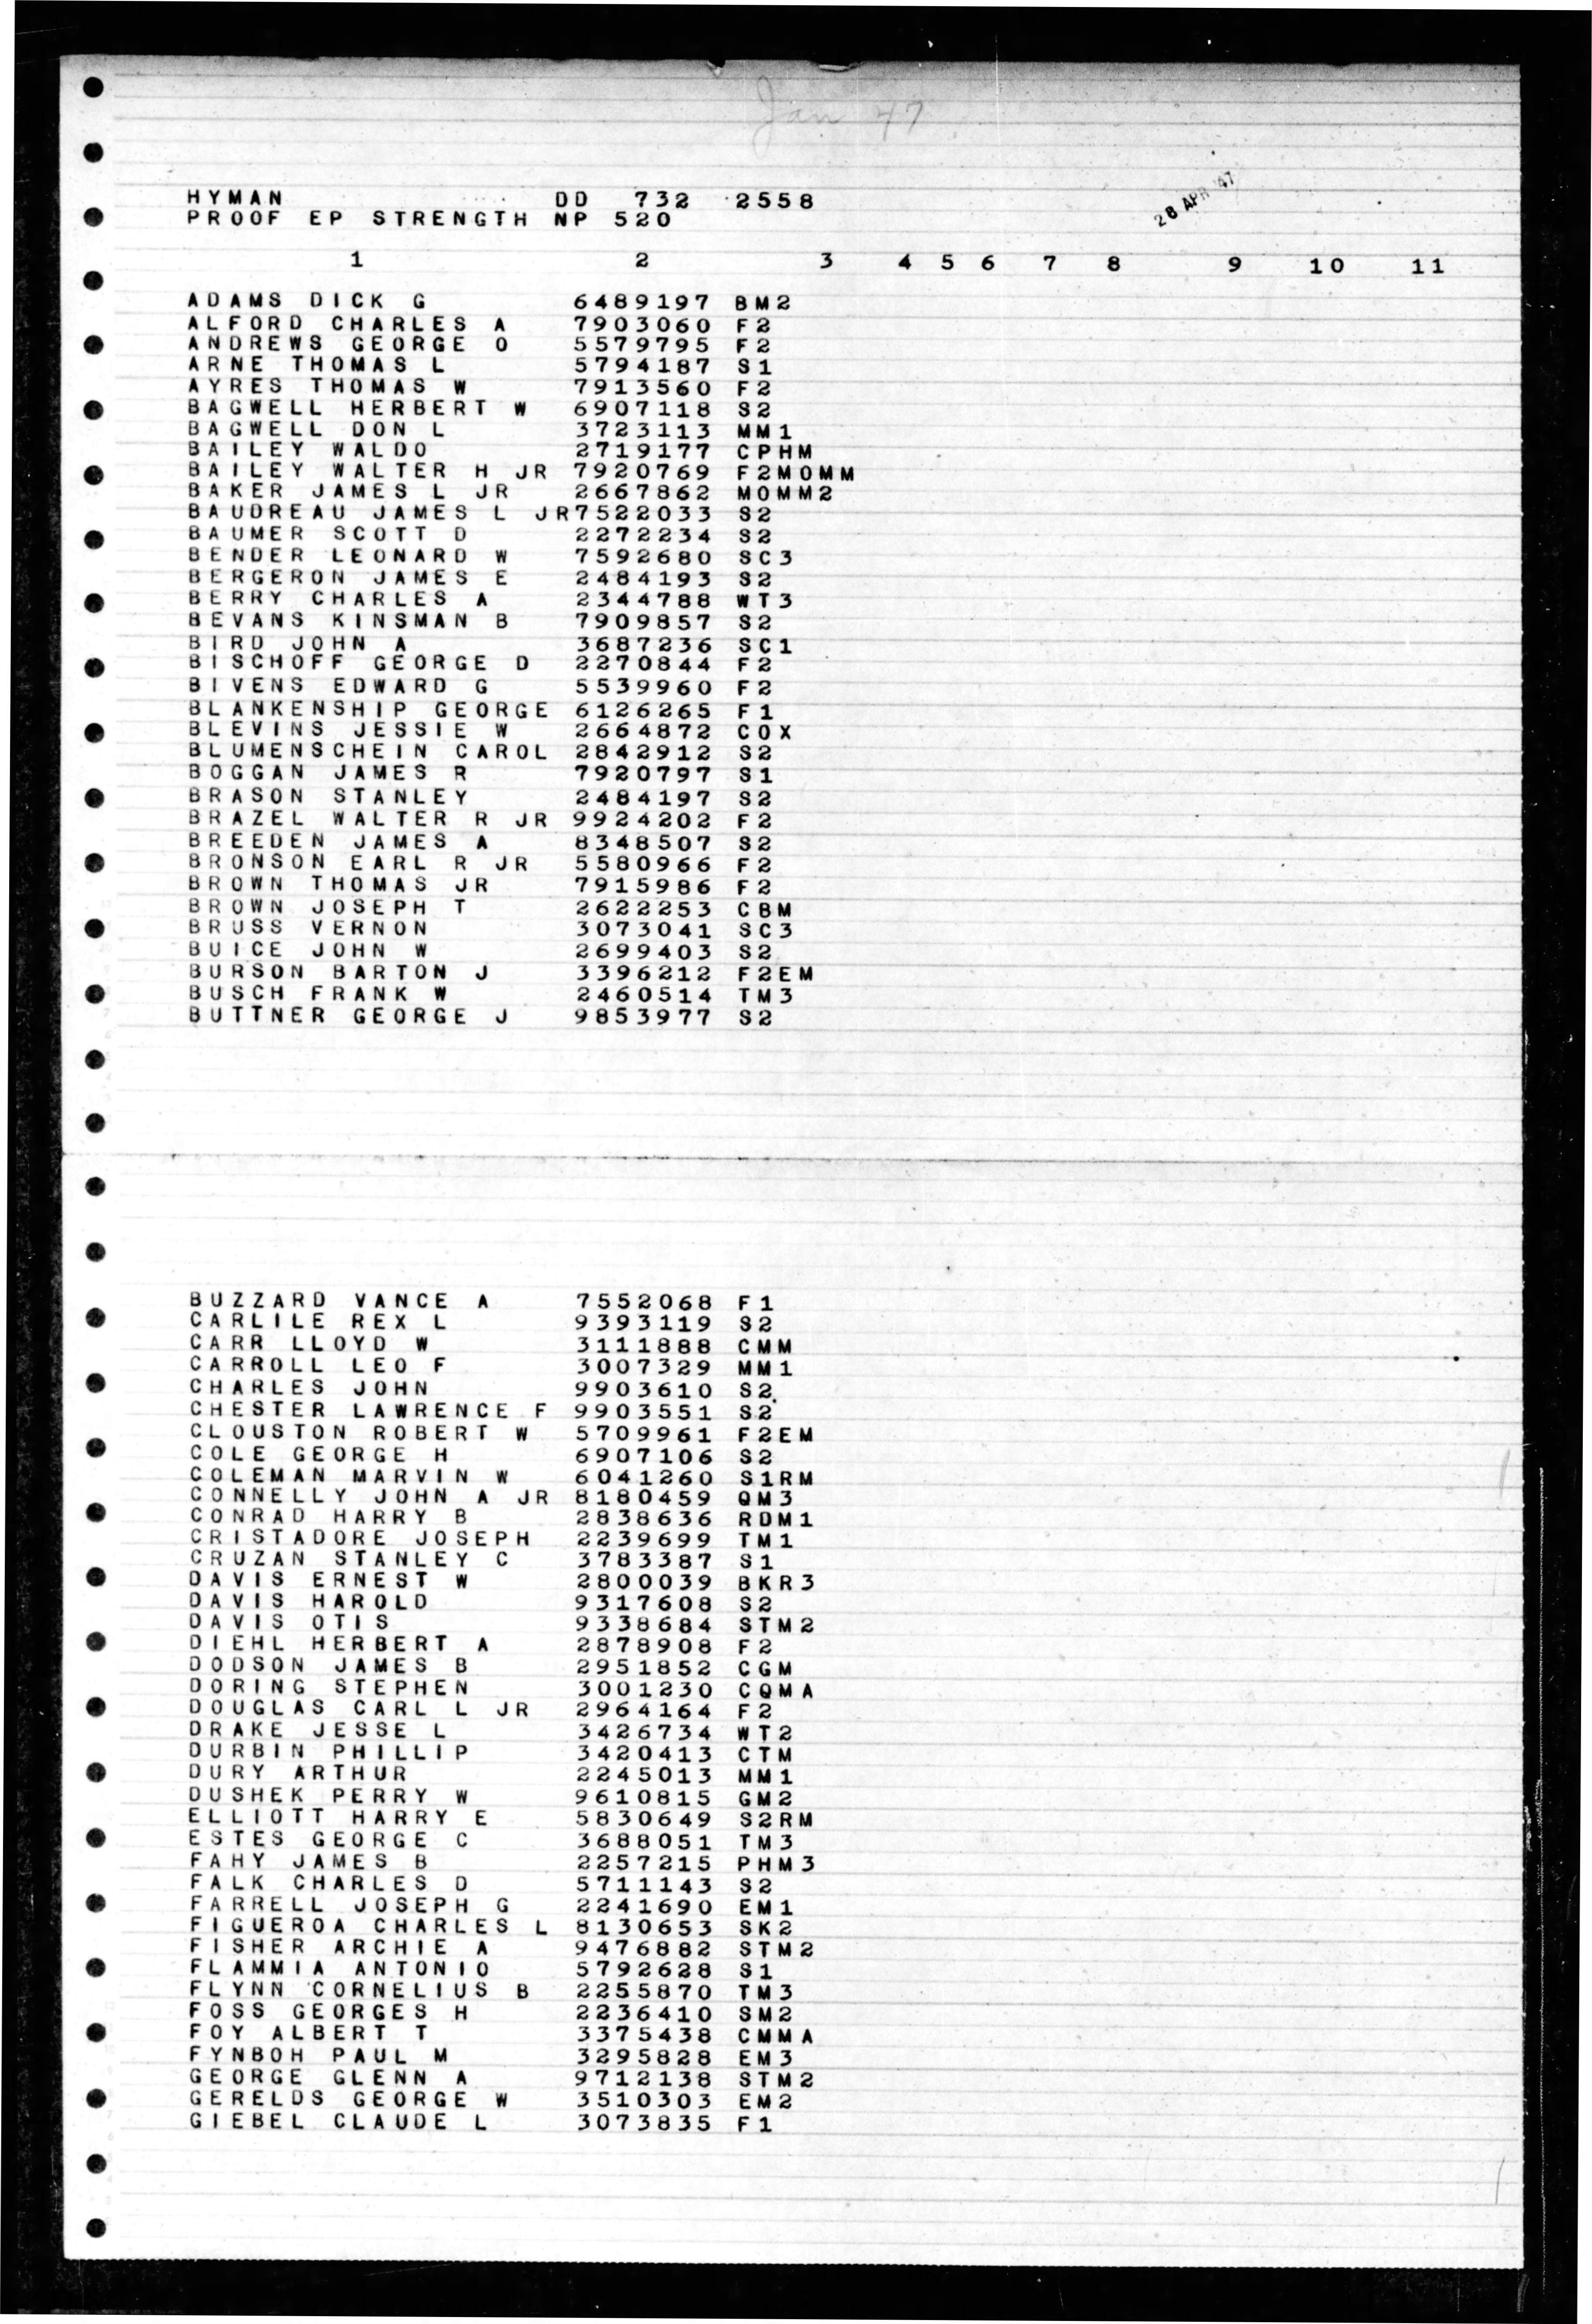 Jan 47
28 APR '47
HYMAN DD 732 2558
PROOF EP STRENGTH NP 520
1 2 3 4 5 6 7 8 9 10 11
ADAMS DICK G 6489197 BM2
ALFORD CHARLES A 7903060 F2
ANDREWS GEORGE O 5579795 F2
ARNE THOMAS L 5794187 S1
AYRES THOMAS W 7913560 F2
BAGWELL HERBERT W 6907118 S2
BAGWELL DON L 3723113 MM1
BAILEY WALDO 2719177 CPHM
BAILEY WALTER H JR 7920769 F2MOMM
BAKER JAMES L JR 2667862 MOMM2
BAUDREAU JAMES L JR7522033 S2
BAUMER SCOTT D 2272234 S2
BENDER LEONARD W 7592680 SC3
BERGERON JAMES E 2484193 S2
BERRY CHARLES A 2344788 WT3
BEVANS KINSMAN B 7909857 S2
BIRD JOHN A 3687236 SC1
BISCHOFF GEORGE D 2270844 F2
BIVENS EDWARD G 5539960 F2
BLANKENSHIP GEORGE 6126265 F1
BLEVINS JESSIE W 2664872 COX
BLUMENSCHEIN CAROL 2842912 S2
BOGGAN JAMES R 7920797 S1
BRASON STANLEY 2484197 S2
BRAZEL WALTER R JR 9924202 F2
BREEDEN JAMES A 8348507 S2
BRONSON EARL R JR 5580966 F2
BROWN THOMAS JR 7915986 F2
BROWN JOSEPH T 2622253 CBM
BRUSS VERNON 3073041 SC3
BUICE JOHN W 2699403 S2
BURSON BARTON J 3396212 F2EM
BUSCH FRANK W 2460514 TM3
BUTTNER GEORGE J 9853977 S2
BUZZARD VANCE A 7552068 F1
CARLILE REX L 9393119 S2
CARR LLOYD W 3111888 CMM
CARROLL LEO F 3007329 MM1
CHARLES JOHN 9903610 S2
CHESTER LAWRENCE F 9903551 S2
CLOUSTON ROBERT W 5709961 F2EM
COLE GEORGE H 6907106 S2
COLEMAN MARVIN W 6041260 S1RM
CONNELLY JOHN A JR 8180459 QM3
CONRAD HARRY B 2838636 RDM1
CRISTADORE JOSEPH 2239699 TM1
CRUZAN STANLEY C 3783387 S1
DAVIS ERNEST W 2800039 BKR3
DAVIS HAROLD 9317608 S2
DAVIS OTIS 9338684 STM2
DIEHL HERBERT A 2878908 F2
DODSON JAMES B 2951852 CGM
DORING STEPHEN 3001230 CQMA
DOUGLAS CARL L JR 2964164 F2
DRAKE JESSE L 3426734 WT2
DURBIN PHILLIP 3420413 CTM
DURY ARTHUR 2245013 MM1
DUSHEK PERRY W 9610815 GM2
ELLIOTT HARRY E 5830649 S2RM
ESTES GEORGE C 3688051 TM3
FAHY JAMES B 2257215 PHM3
FALK CHARLES D 5711143 S2
FARRELL JOSEPH G 2241690 EM1
FIGUEROA CHARLES L 8130653 SK2
FISHER ARCHIE A 9476882 STM2
FLAMMIA ANTONIO 5792628 S1
FLYNN CORNELIUS B 2255870 TM3
FOSS GEORGES H 2236410 SM2
FOY ALBERT T 3375438 CMMA
FYNBOH PAUL M 3295828 EM3
GEORGE GLENN A 9712138 STM2
GERELDS GEORGE W 3510303 EM2
GIEBEL CLAUDE L 3073835 F1